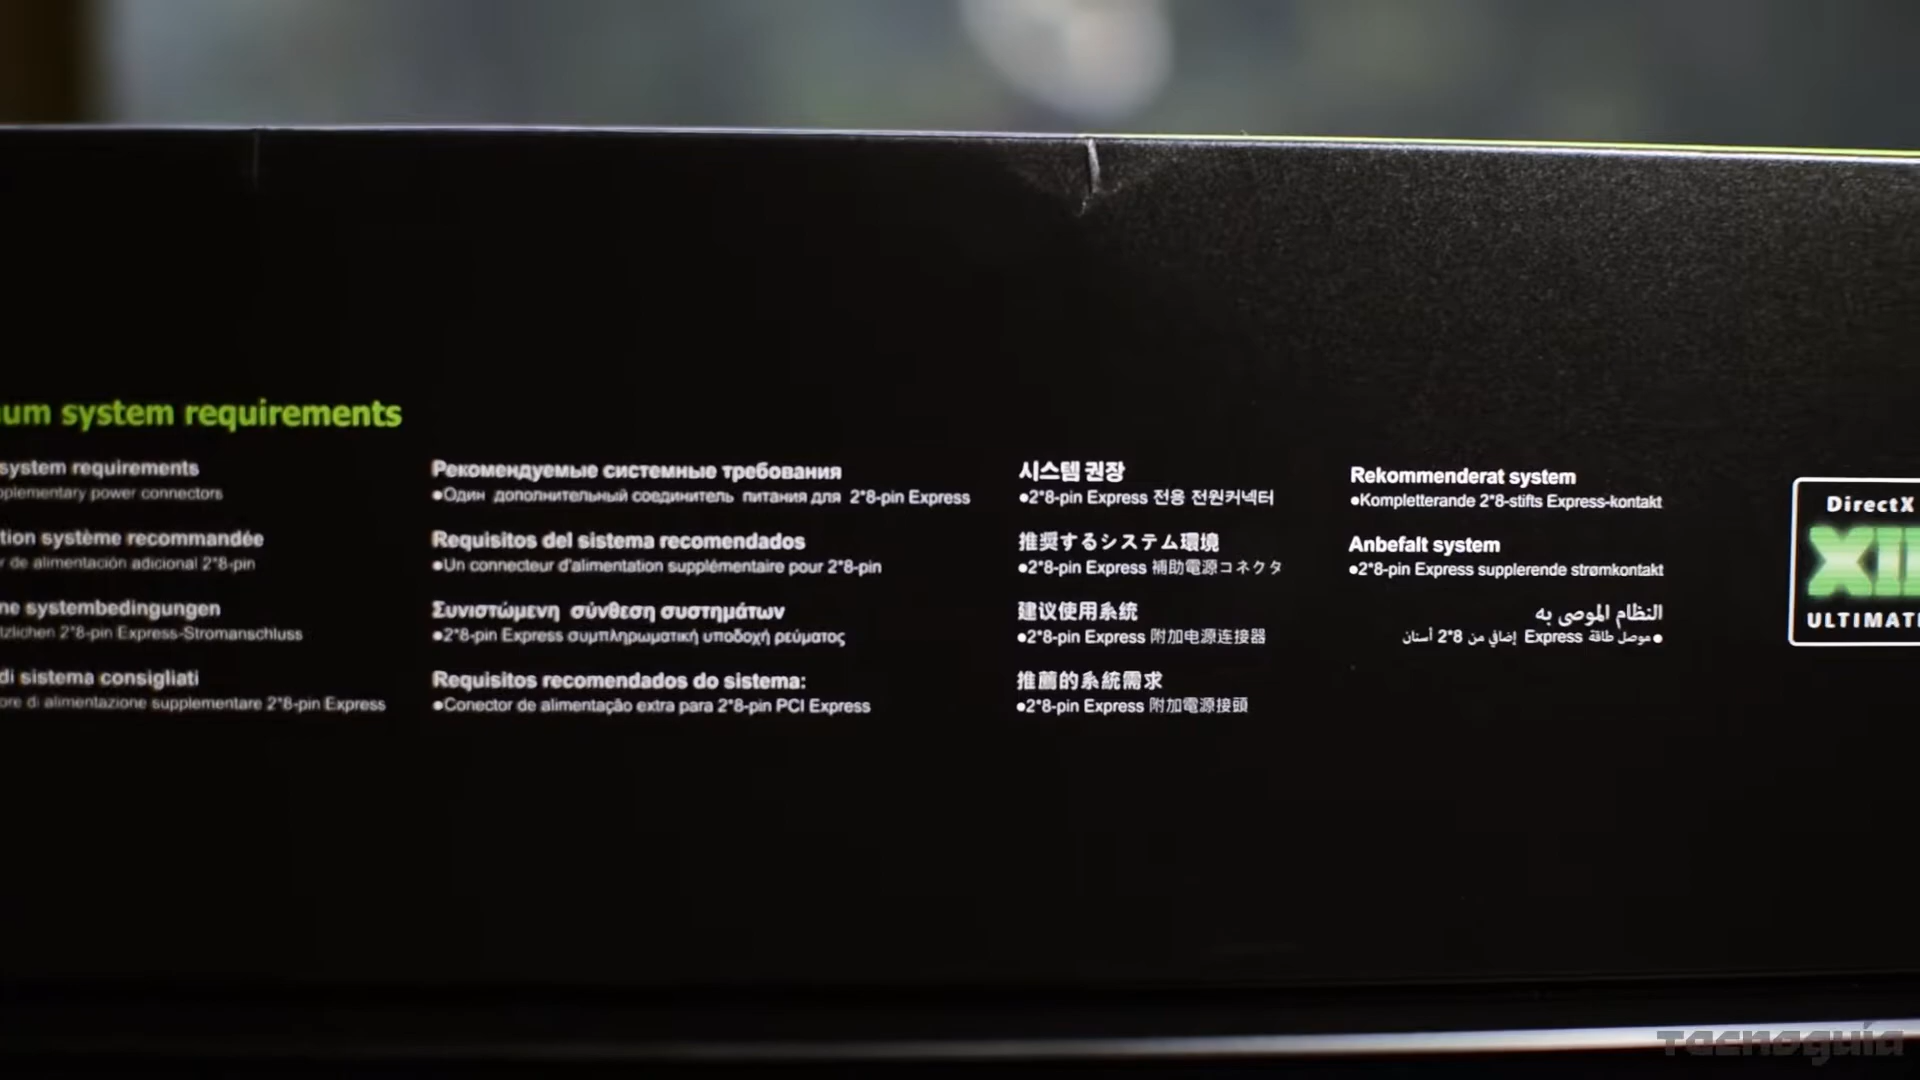 um system requirements
system requirements
plementary power connectors
tion système recommandée
r de alimentación adicional 2*8-pin
ne systembedingungen
tzlichen 2*8-pin Express-Stromanschluss
di sistema consigliati
ore di alimentazione supplementare 2*8-pin Express
Рекомендуемые системные требования
●Один дополнительный соединитель питания для 2*8-pin Express
Requisitos del sistema recomendados
●Un connecteur d'alimentation supplémentaire pour 2*8-pin
Συνιστώμενη σύνθεση συστημάτων
●2*8-pin Express συμπληρωματική υποδοχή ρεύματος
Requisitos recomendados do sistema:
●Conector de alimentação extra para 2*8-pin PCI Express
시스템 권장
●2*8-pin Express 전용 전원커넥터
推奨するシステム環境
●2*8-pin Express 補助電源コネクタ
建议使用系统
●2*8-pin Express 附加电源连接器
推薦的系統需求
●2*8-pin Express 附加電源接頭
Rekommenderat system
●Kompletterande 2*8-stifts Express-kontakt
Anbefalt system
●2*8-pin Express supplerende strømkontakt
النظام الموصى به
●موصل طاقة Express إضافي من 8*2 أسنان
DirectX
XII
ULTIMATE
Tecnoguía